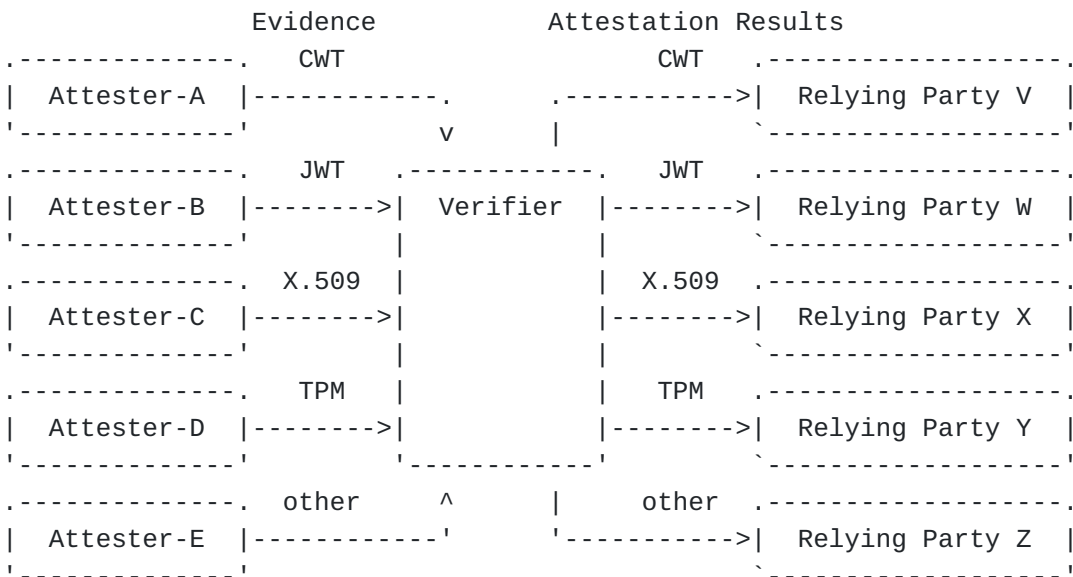 Evidence Attestation Results
CWT CWT
Attester-A Relying Party V
JWT JWT
Attester-B Verifier Relying Party W
X.509 X.509
Attester-C Relying Party X
TPM TPM
Attester-D Relying Party Y
other other
Attester-E Relying Party Z